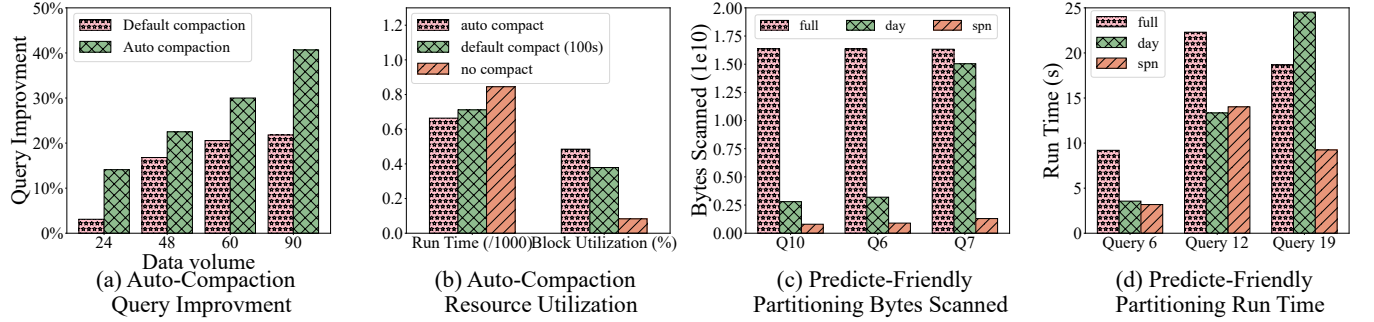 Query Improvment
50%
40%
30%
20%
10%
0%
Default compaction
Auto compaction
24 48 60 90
Data volume
(a) Auto-Compaction
Query Improvment
1.2
1.0
0.8
0.6
0.4
0.2
0.0
auto compact
default compact (100s)
no compact
Run Time (/1000) Block Utilization (%)
(b) Auto-Compaction
Resource Utilization
Bytes Scanned (1e10)
2.00
1.75
1.50
1.25
1.00
0.75
0.50
0.25
0.00
full day spn
Q10 Q6 Q7
(c) Predicte-Friendly
Partitioning Bytes Scanned
Run Time (s)
25
20
15
10
5
0
full
day
spn
Query 6 Query 12 Query 19
(d) Predicte-Friendly
Partitioning Run Time